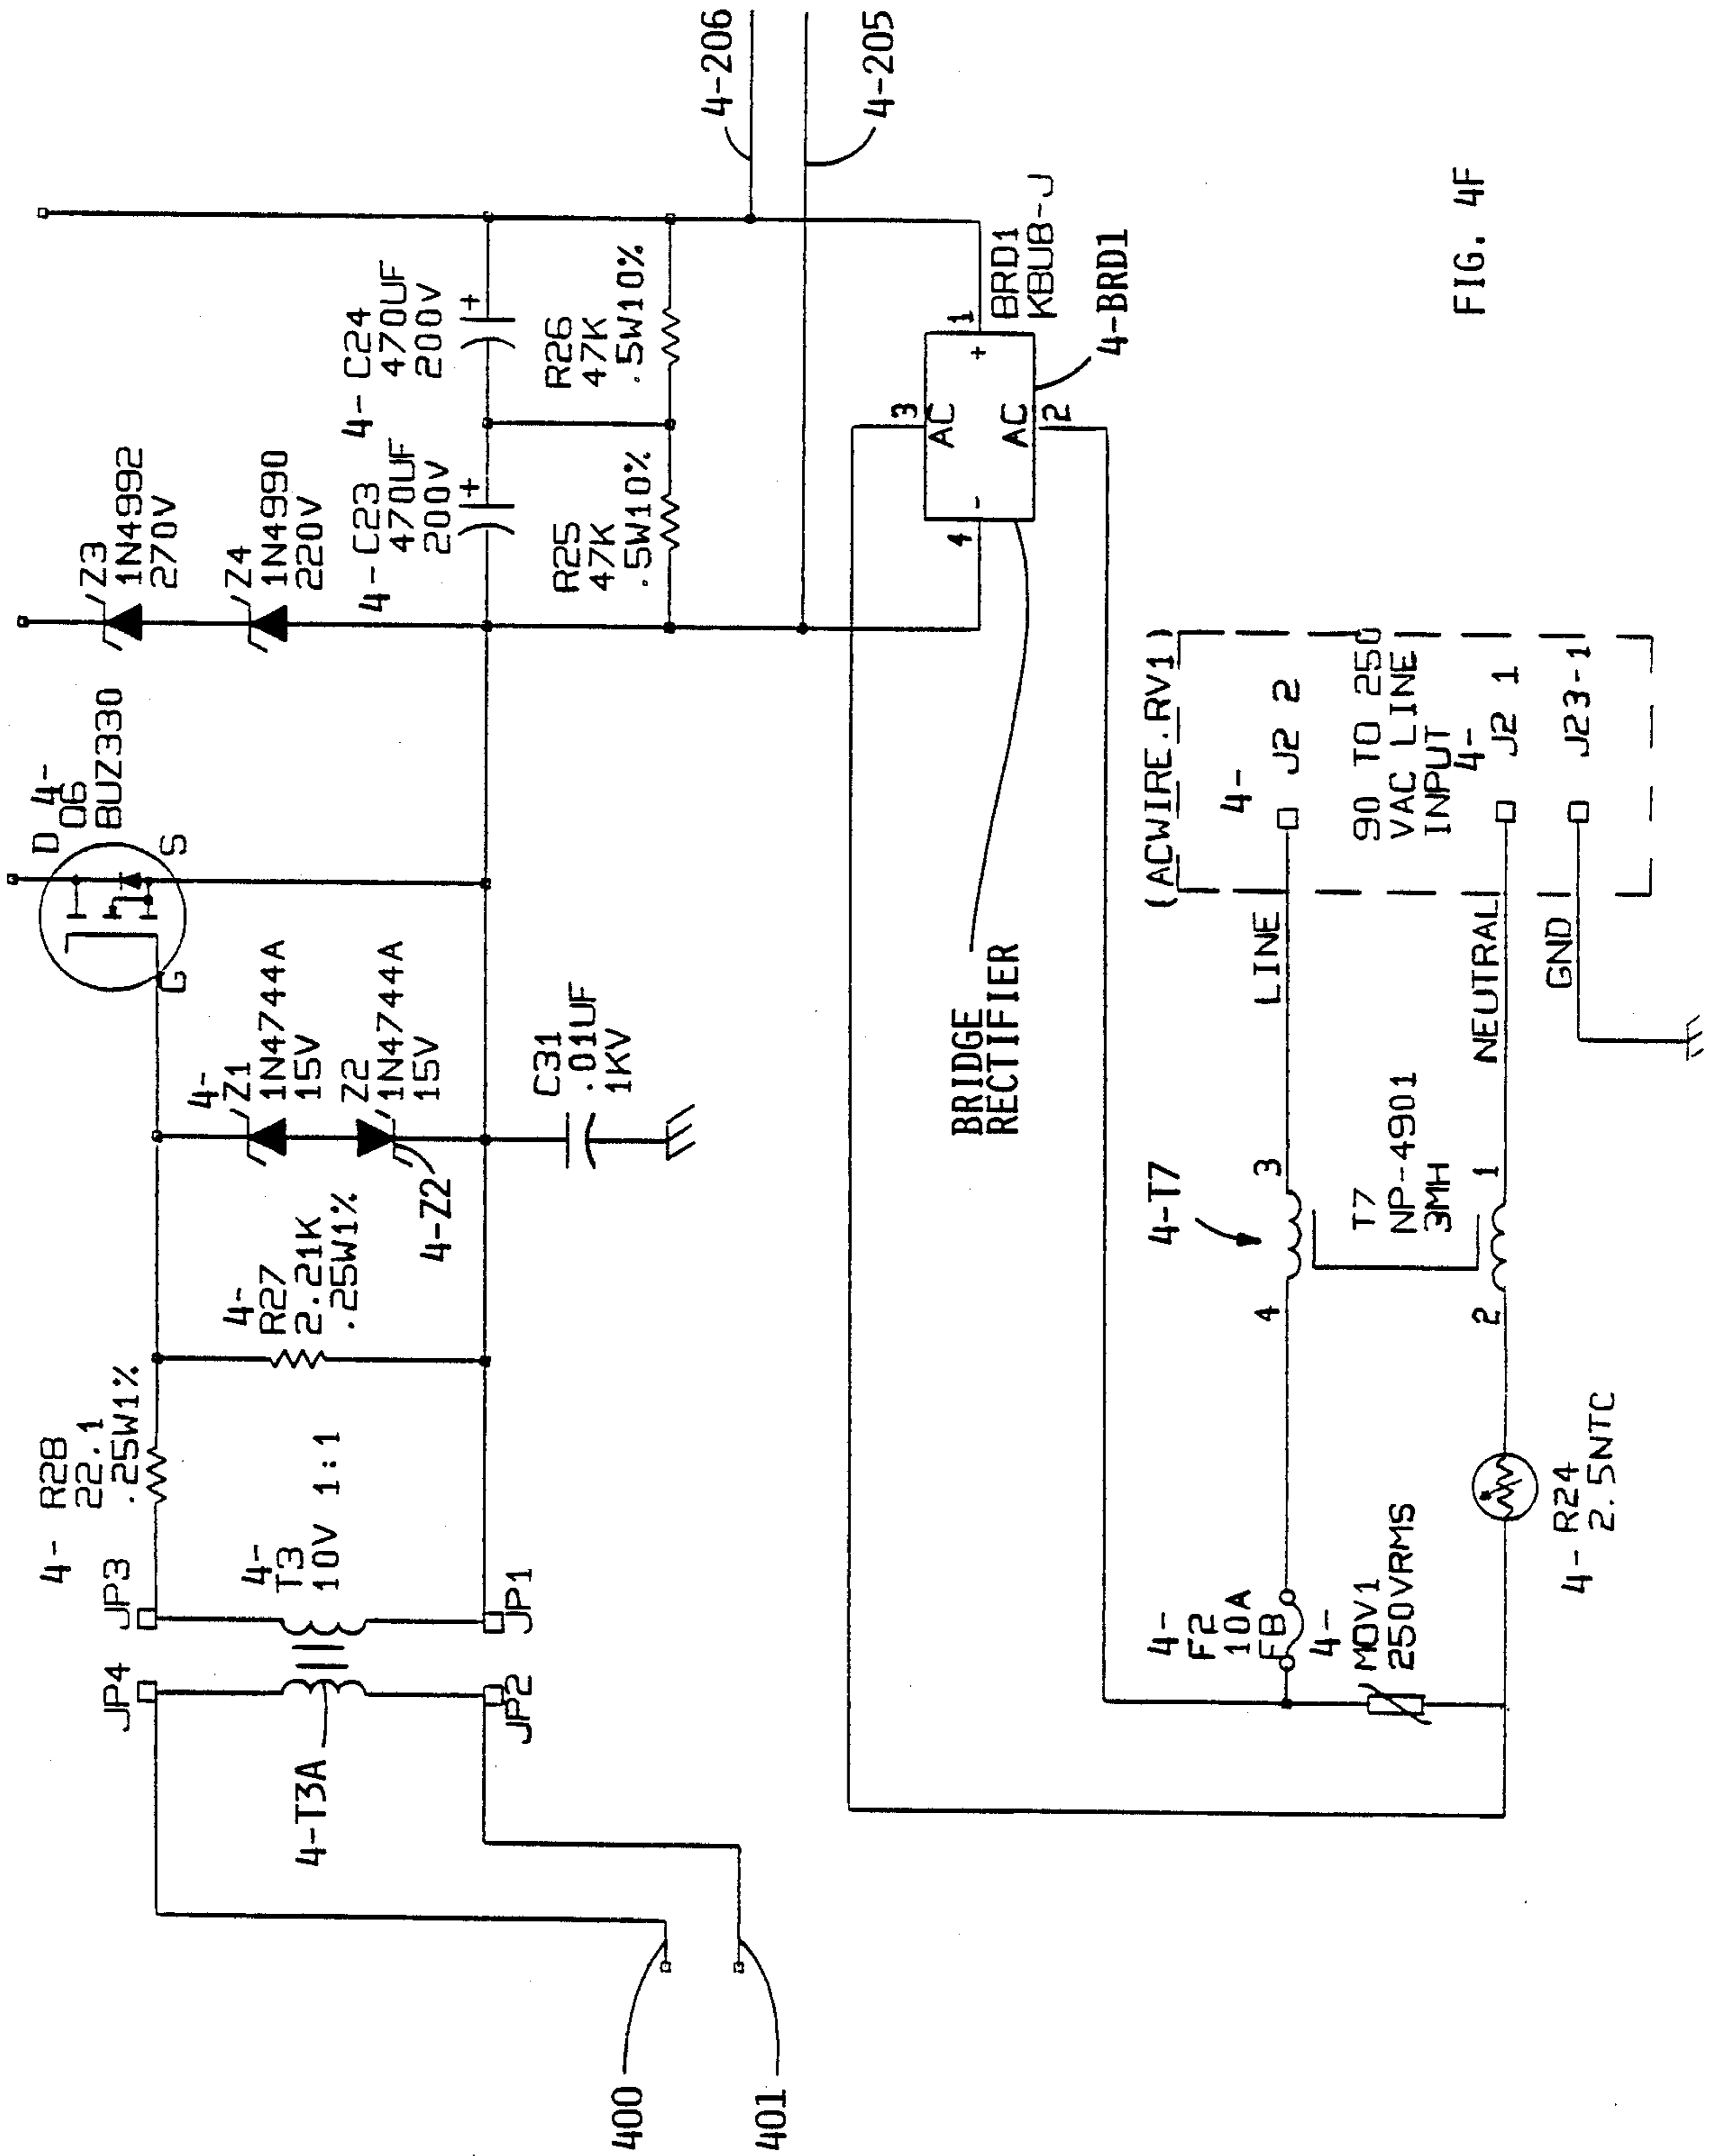 4- R28
22.1
.25W1%
JP3
JP4
4-
T3
10V 1:1
JP1
JP2
4-T3A
400
401
4-
R27
2.21K
.25W1%
4-
Z1
1N4744A
15V
Z2
1N4744A
15V
4-Z2
C31
.01UF
1KV
D
4-
Q6
BUZ330
S
G
Z3
1N4992
270V
Z4
1N4990
220V
4- C23
470UF
200V
+
4- C24
470UF
200V
+
R25
47K
.5W10%
R26
47K
.5W10%
4-206
4-205
3
AC
4
-
+
1
AC
2
BRD1
KBU8-J
4-BRD1
BRIDGE
RECTIFIER
(ACWIRE.RV1)
4-
J2 2
90 TO 250
VAC LINE
INPUT
4-
J2 1
J23-1
LINE
NEUTRAL
GND
4-T7
4
3
T7
NP-4901
3MH
2
1
4-
F2
10A
FB
4-
MOV1
250VRMS
4- R24
2.5NTC
FIG. 4F